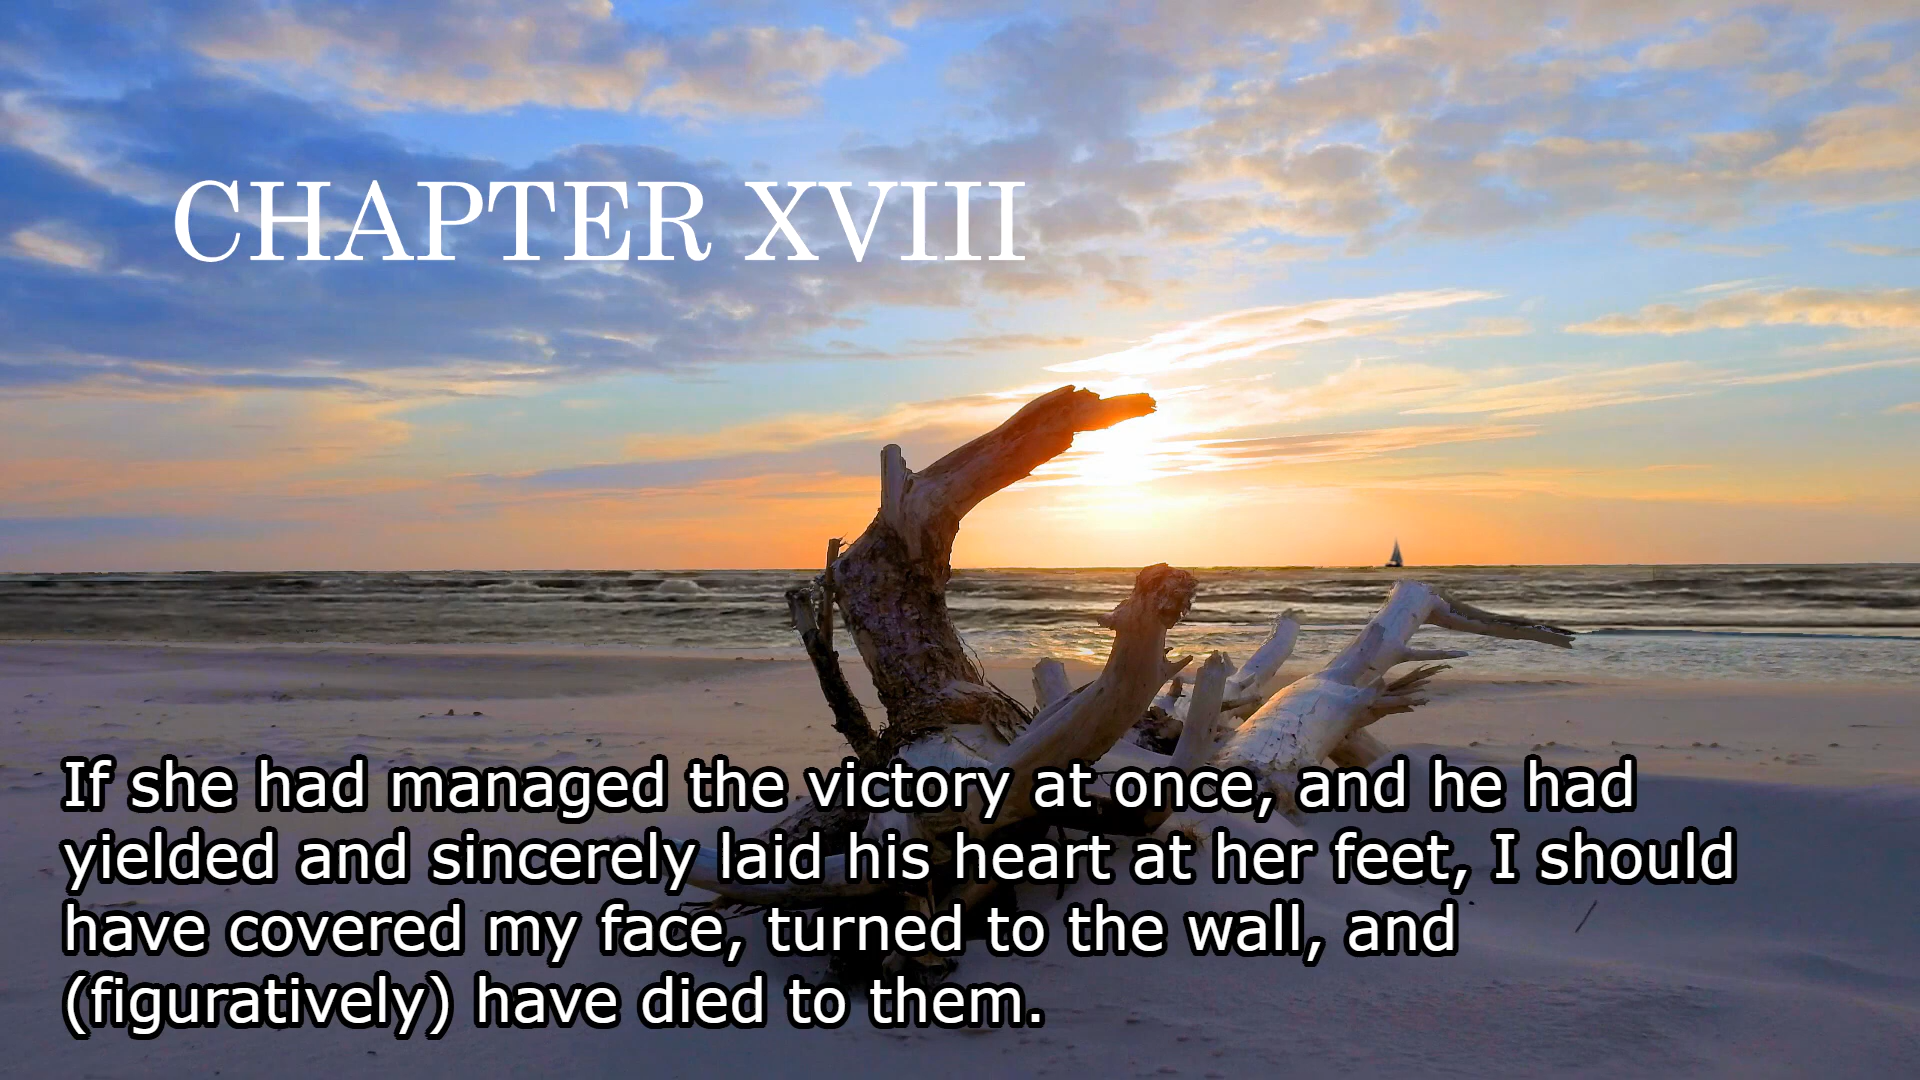 CHAPTER XVIII
If she had managed the victory at once, and he had
yielded and sincerely laid his heart at her feet, I should
have covered my face, turned to the wall, and
(figuratively) have died to them.